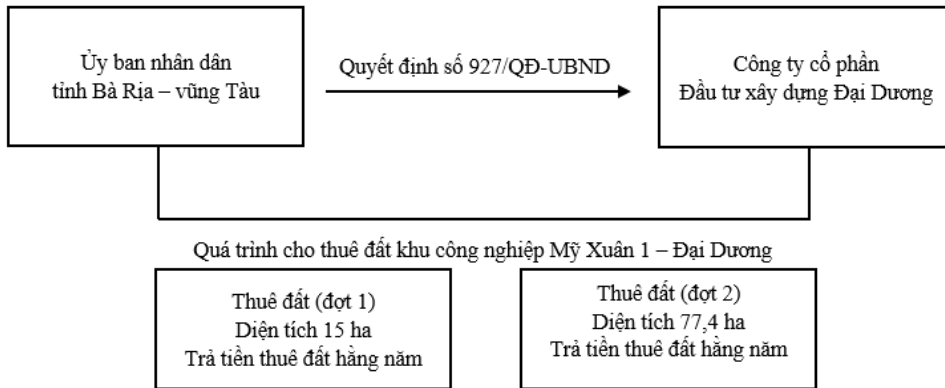 Ủy ban nhân dân
tỉnh Bà Rịa – vũng Tàu
Quyết định số 927/QĐ-UBND
Công ty cổ phần
Đầu tư xây dựng Đại Dương
Quá trình cho thuê đất khu công nghiệp Mỹ Xuân 1 – Đại Dương
Thuê đất (đợt 1)
Diện tích 15 ha
Trả tiền thuê đất hằng năm
Thuê đất (đợt 2)
Diện tích 77,4 ha
Trả tiền thuê đất hằng năm